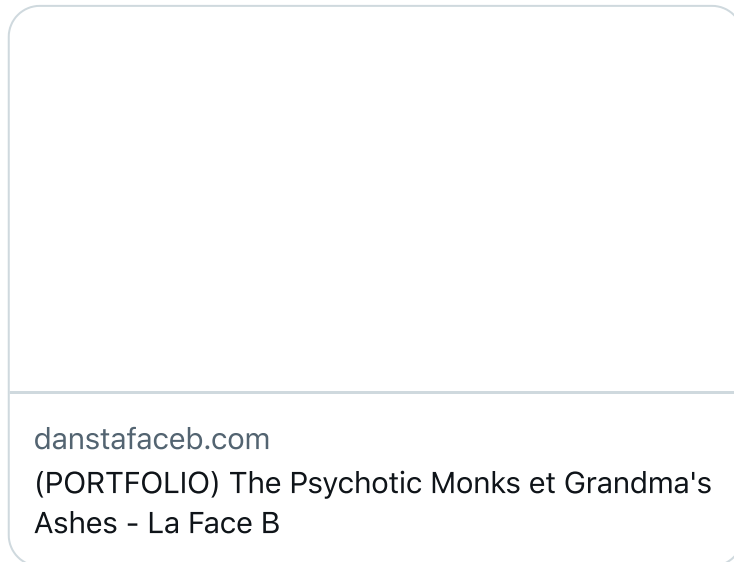 danstafaceb.com
(PORTFOLIO) The Psychotic Monks et Grandma's
Ashes - La Face B